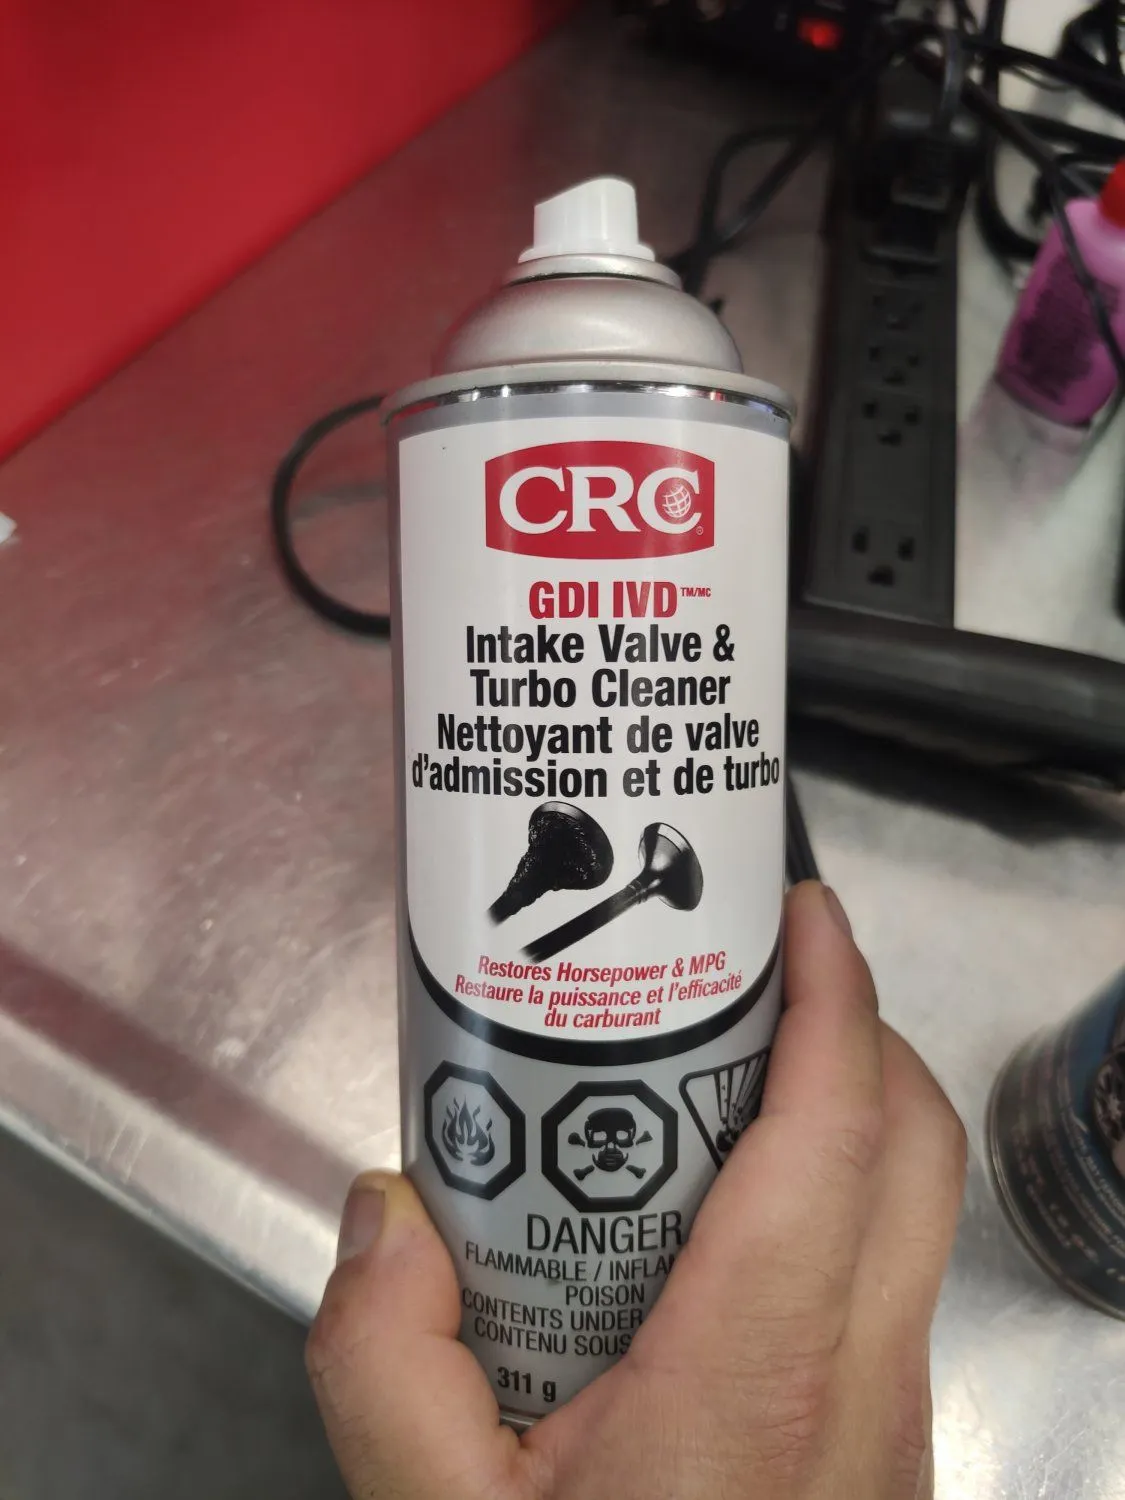 CRC
GDI IVD™/MC
Intake Valve &
Turbo Cleaner
Nettoyant de valve
d'admission et de turbo
Restores Horsepower & MPG
Restaure la puissance et l'efficacité
du carburant
DANGER
FLAMMABLE /
POISON
CONTENTS UNDER
CONTENU SOUS
311 g